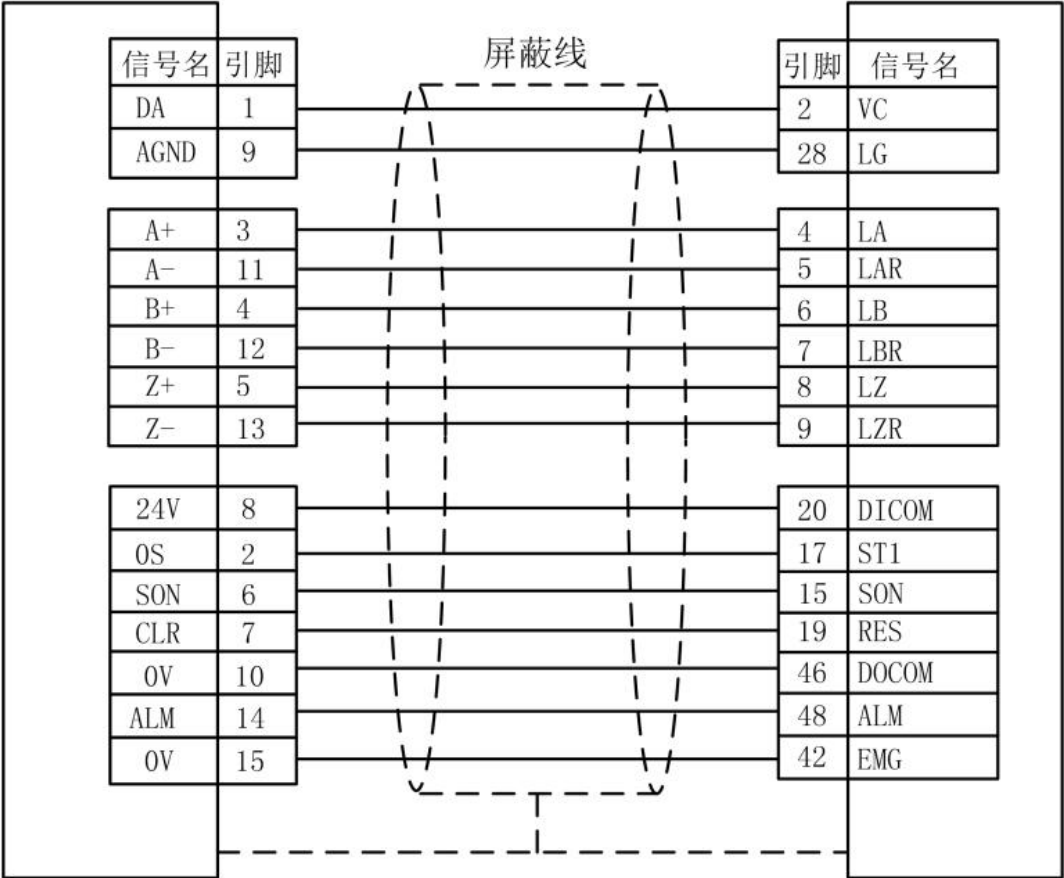 屏蔽线
信号名 引脚 引脚 信号名
DA 1 2 VC
AGND 9 28 LG
A+ 3 4 LA
A- 11 5 LAR
B+ 4 6 LB
B- 12 7 LBR
Z+ 5 8 LZ
Z- 13 9 LZR
24V 8 20 DICOM
0S 2 17 ST1
SON 6 15 SON
CLR 7 19 RES
0V 10 46 DOCOM
ALM 14 48 ALM
0V 15 42 EMG